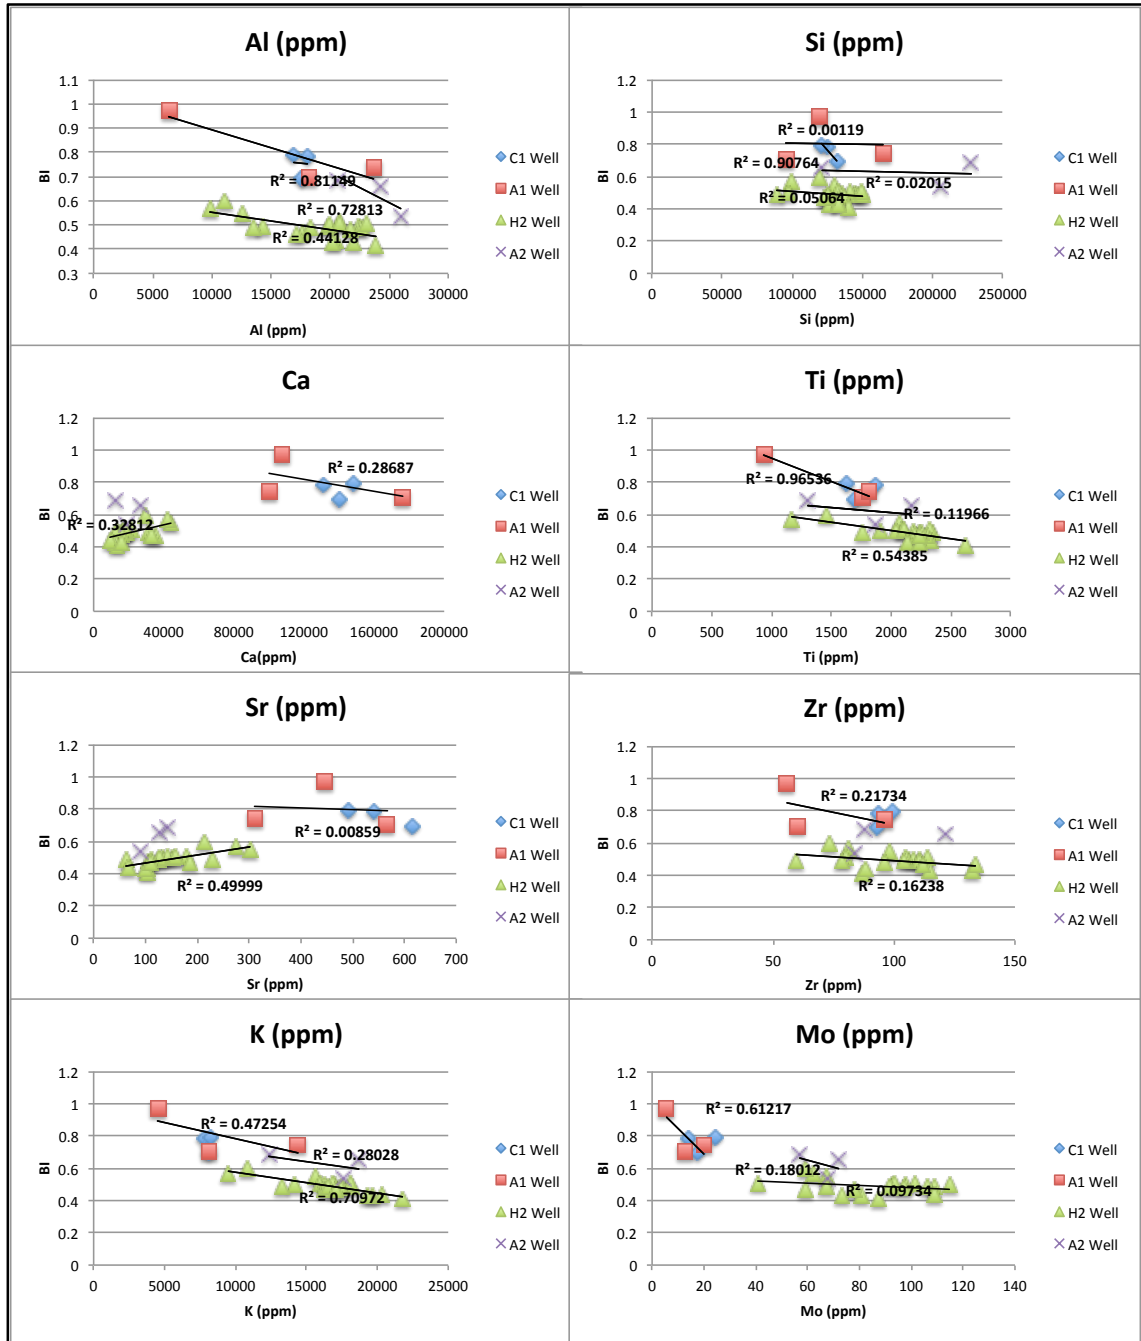 Al (ppm)
1.1
1
0.9
0.8
0.7
0.6
0.5
0.4
0.3
BI
R² = 0.81149
R² = 0.72813
R² = 0.44128
0 5000 10000 15000 20000 25000 30000
Al (ppm)
C1 Well
A1 Well
H2 Well
A2 Well
Si (ppm)
1.2
1
0.8
0.6
0.4
0.2
0
BI
R² = 0.00119
R² = 0.90764
R² = 0.02015
R² = 0.05064
0 50000 100000 150000 200000 250000
Si (ppm)
C1 Well
A1 Well
H2 Well
A2 Well
Ca
1.2
1
0.8
0.6
0.4
0.2
0
BI
R² = 0.28687
R² = 0.32812
0 40000 80000 120000 160000 200000
Ca(ppm)
C1 Well
A1 Well
H2 Well
A2 Well
Ti (ppm)
1.2
1
0.8
0.6
0.4
0.2
0
BI
R² = 0.96536
R² = 0.11966
R² = 0.54385
0 500 1000 1500 2000 2500 3000
Ti (ppm)
C1 Well
A1 Well
H2 Well
A2 Well
Sr (ppm)
1.2
1
0.8
0.6
0.4
0.2
0
BI
R² = 0.00859
R² = 0.49999
0 100 200 300 400 500 600 700
Sr (ppm)
C1 Well
A1 Well
H2 Well
A2 Well
Zr (ppm)
1.2
1
0.8
0.6
0.4
0.2
0
BI
R² = 0.21734
R² = 0.16238
0 50 100 150
Zr (ppm)
C1 Well
A1 Well
H2 Well
A2 Well
K (ppm)
1.2
1
0.8
0.6
0.4
0.2
0
BI
R² = 0.47254
R² = 0.28028
R² = 0.70972
0 5000 10000 15000 20000 25000
K (ppm)
C1 Well
A1 Well
H2 Well
A2 Well
Mo (ppm)
1.2
1
0.8
0.6
0.4
0.2
0
BI
R² = 0.61217
R² = 0.18012
R² = 0.09734
0 20 40 60 80 100 120 140
Mo (ppm)
C1 Well
A1 Well
H2 Well
A2 Well